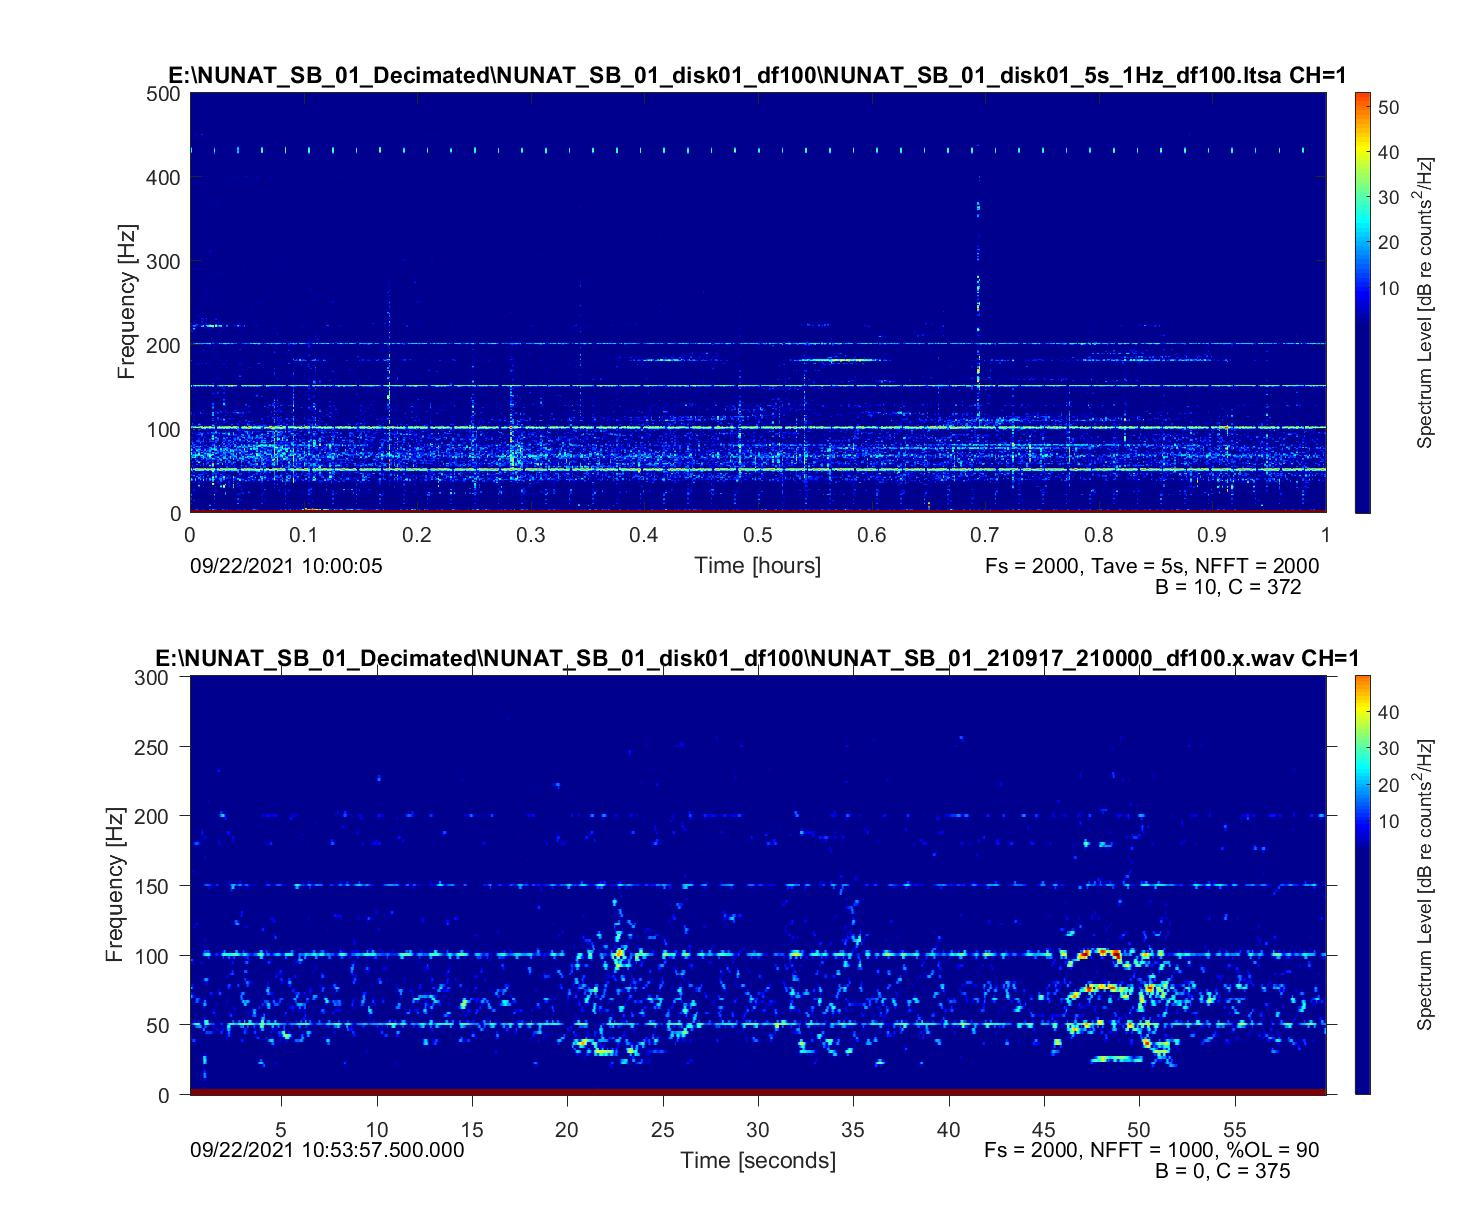 E:\NUNAT_SB_01_Decimated\NUNAT_SB_01_disk01_df100\NUNAT_SB_01_disk01_5s_1Hz_df100.ltsa CH=1
500
400
300
200
100
0
Frequency [Hz]
0 0.1 0.2 0.3 0.4 0.5 0.6 0.7 0.8 0.9 1
Time [hours]
09/22/2021 10:00:05
Fs = 2000, Tave = 5s, NFFT = 2000
B = 10, C = 372
50
40
30
20
10
Spectrum Level [dB re counts²/Hz]
E:\NUNAT_SB_01_Decimated\NUNAT_SB_01_disk01_df100\NUNAT_SB_01_210917_210000_df100.x.wav CH=1
300
250
200
150
100
50
0
Frequency [Hz]
5 10 15 20 25 30 35 40 45 50 55
Time [seconds]
09/22/2021 10:53:57.500.000
Fs = 2000, NFFT = 1000, %OL = 90
B = 0, C = 375
40
30
20
10
Spectrum Level [dB re counts²/Hz]